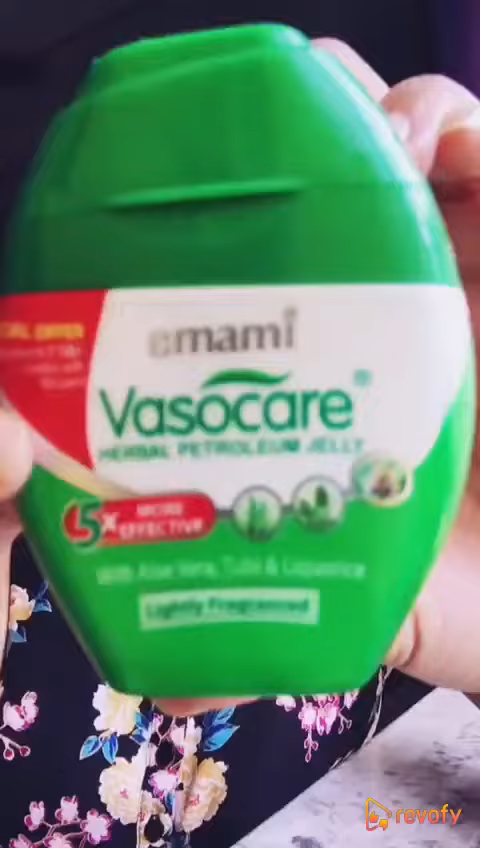 emami
Vasocare®
HERBAL PETROLEUM JELLY
5x MORE
EFFECTIVE
With Aloe Vera, Tulsi & Liquorice
Lightly Fragranced
revofy